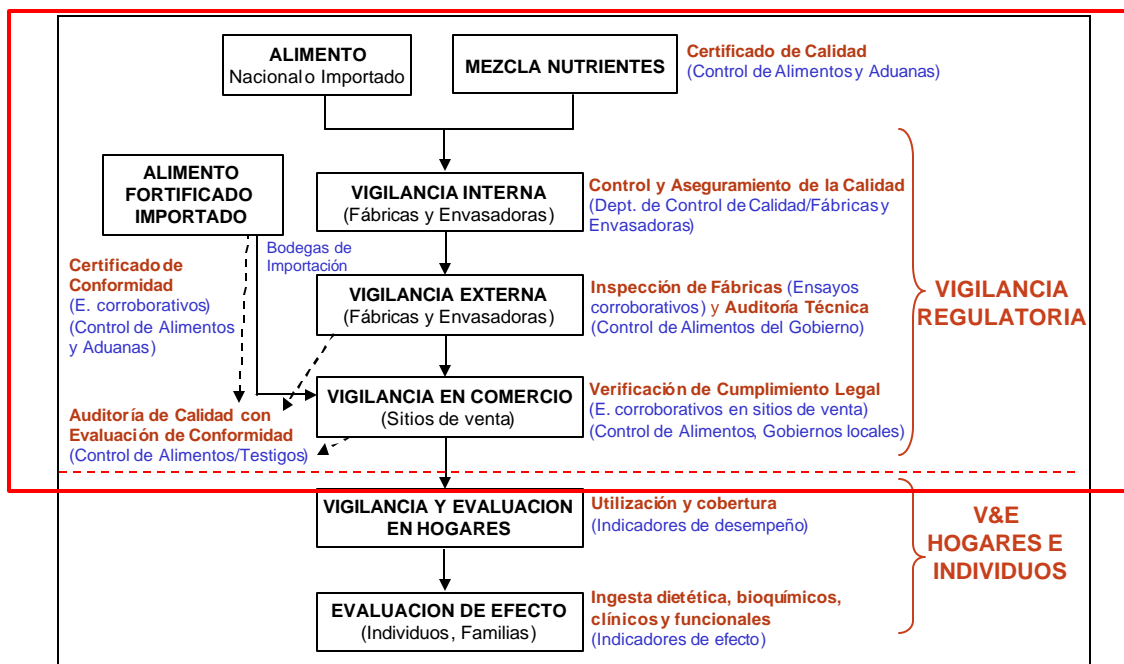 ALIMENTO
Nacional o Importado
MEZCLA NUTRIENTES
Certificado de Calidad
(Control de Alimentos y Aduanas)
ALIMENTO
FORTIFICADO
IMPORTADO
VIGILANCIA INTERNA
(Fábricas y Envasadoras)
Control y Aseguramiento de la Calidad
(Dept. de Control de Calidad/Fábricas y
Envasadoras)
Bodegas de
Importación
Certificado de
Conformidad
(E. corroborativos)
(Control de Alimentos
y Aduanas)
VIGILANCIA EXTERNA
(Fábricas y Envasadoras)
Inspección de Fábricas (Ensayos
corroborativos) y Auditoría Técnica
(Control de Alimentos del Gobierno)
VIGILANCIA
REGULATORIA
VIGILANCIA EN COMERCIO
(Sitios de venta)
Verificación de Cumplimiento Legal
(E. corroborativos en sitios de venta)
(Control de Alimentos, Gobiernos locales)
Auditoría de Calidad con
Evaluación de Conformidad
(Control de Alimentos/Testigos)
VIGILANCIA Y EVALUACION
EN HOGARES
Utilización y cobertura
(Indicadores de desempeño)
V&E
HOGARES E
INDIVIDUOS
EVALUACION DE EFECTO
(Individuos, Familias)
Ingesta dietética, bioquímicos,
clínicos y funcionales
(Indicadores de efecto)